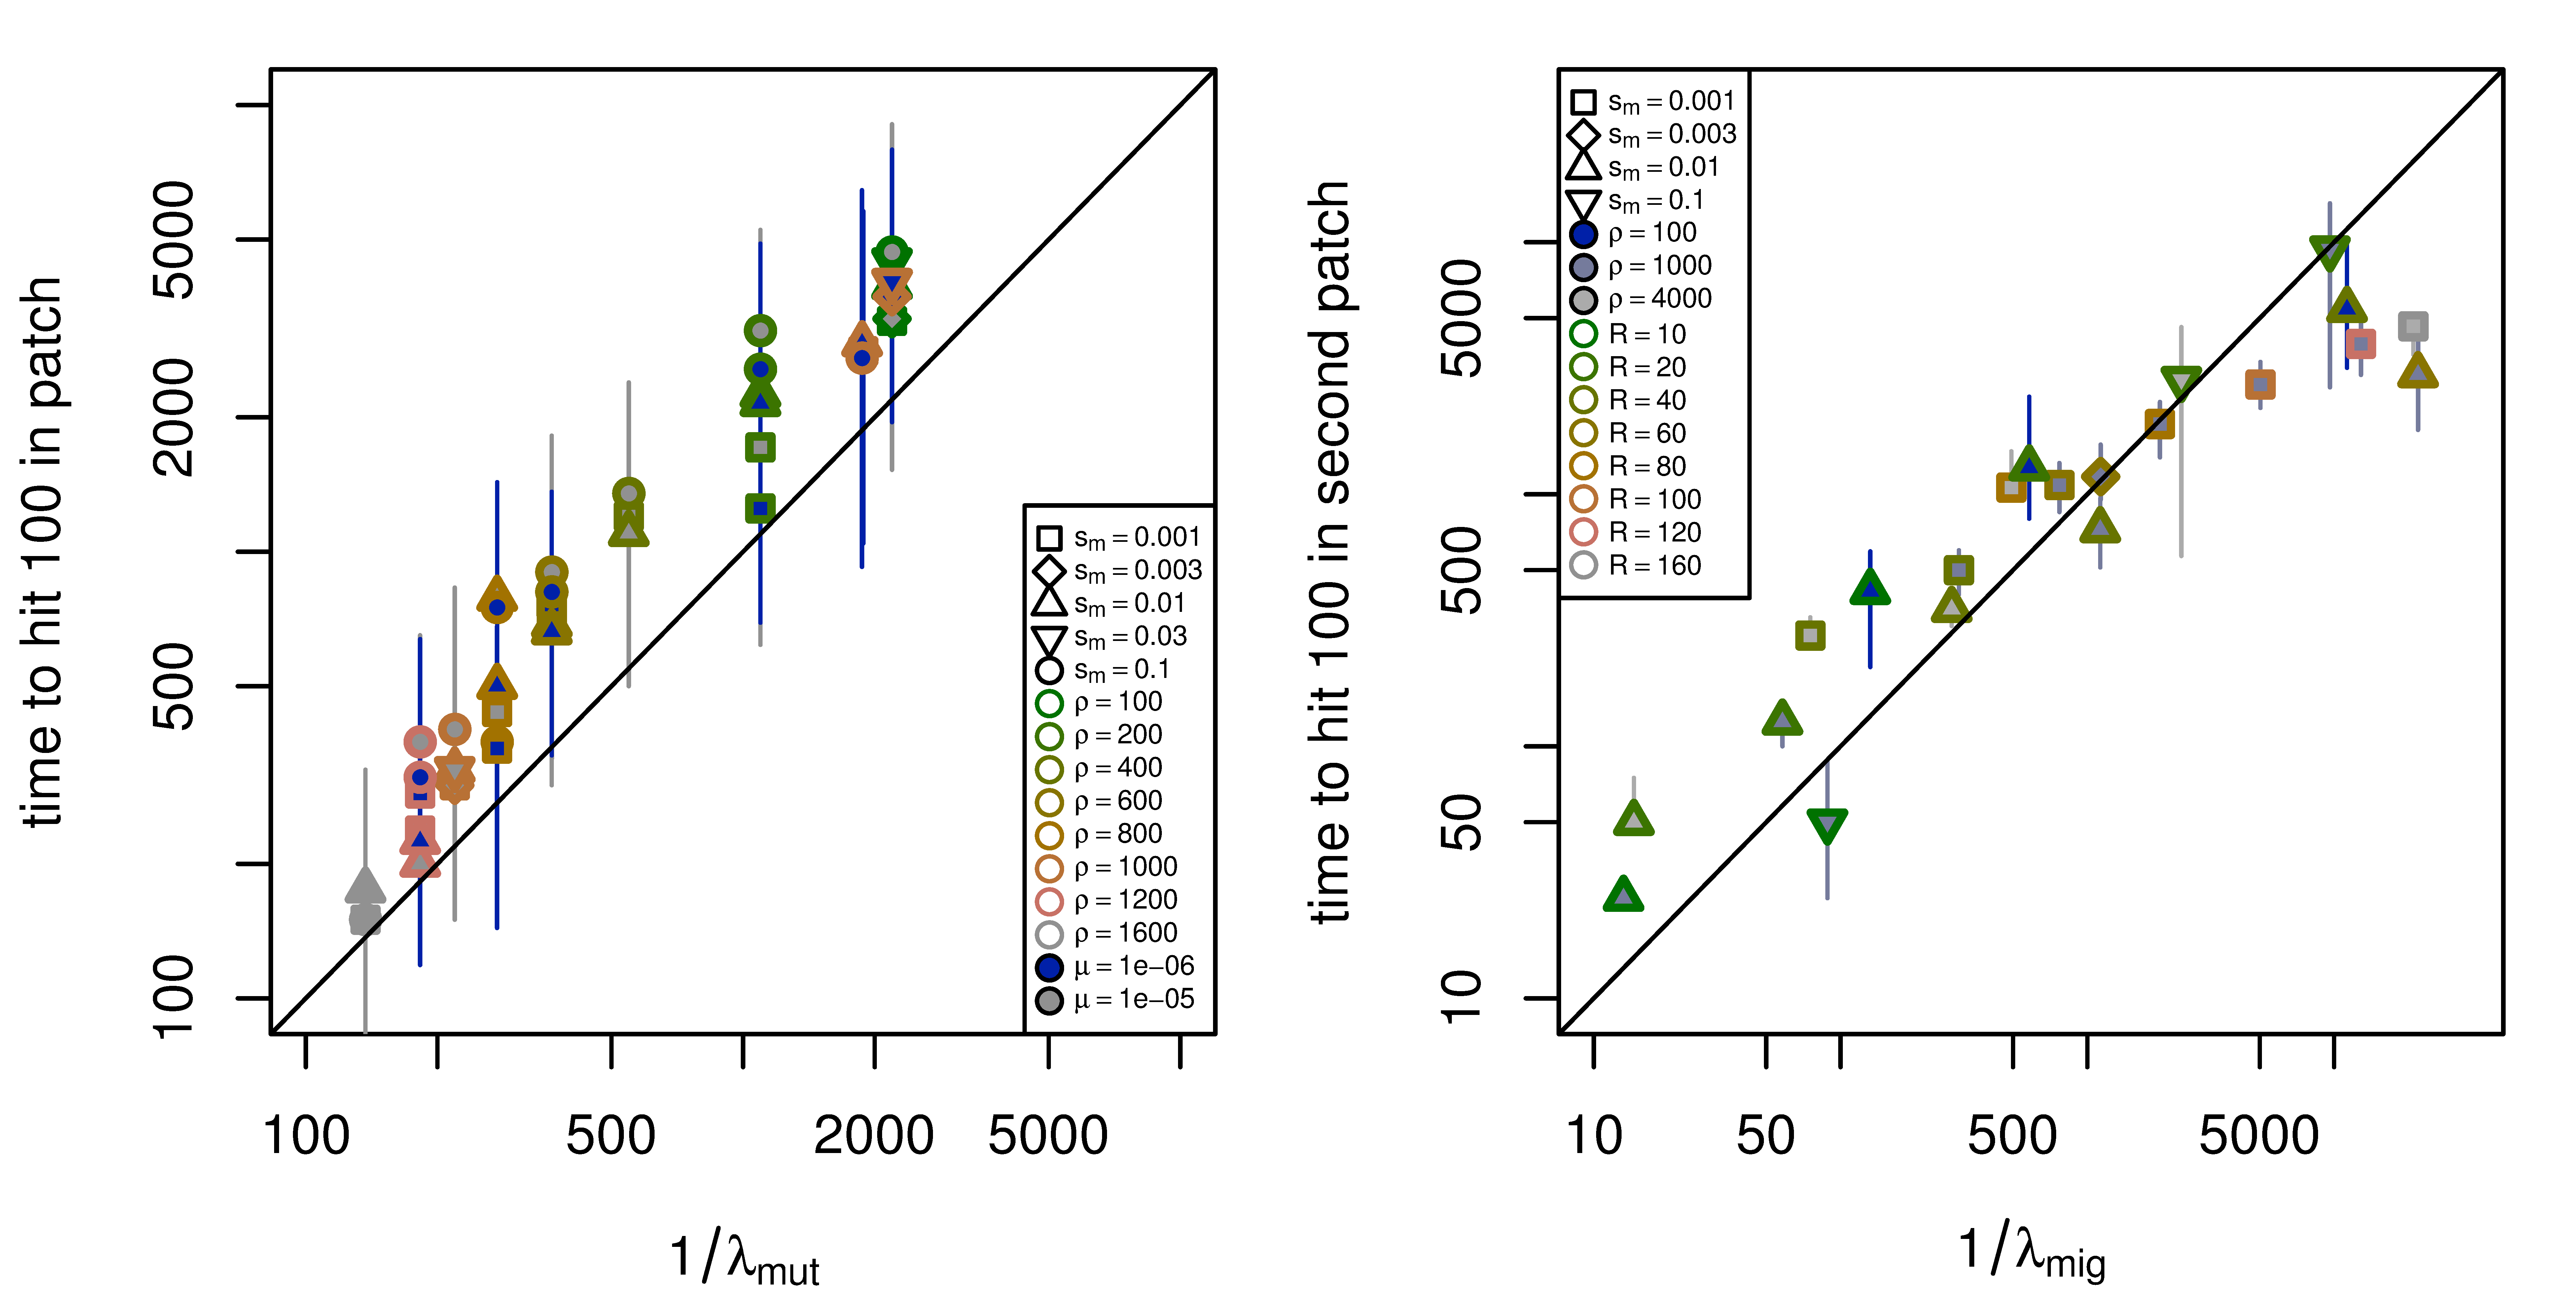 time to hit 100 in patch
100
500
2000
5000
100
500
2000
5000
1/λmut
sm = 0.001
sm = 0.003
sm = 0.01
sm = 0.03
sm = 0.1
ρ = 100
ρ = 200
ρ = 400
ρ = 600
ρ = 800
ρ = 1000
ρ = 1200
ρ = 1600
μ = 1e−06
μ = 1e−05
time to hit 100 in second patch
10
50
500
5000
10
50
500
5000
1/λmig
sm = 0.001
sm = 0.003
sm = 0.01
sm = 0.1
ρ = 100
ρ = 1000
ρ = 4000
R = 10
R = 20
R = 40
R = 60
R = 80
R = 100
R = 120
R = 160